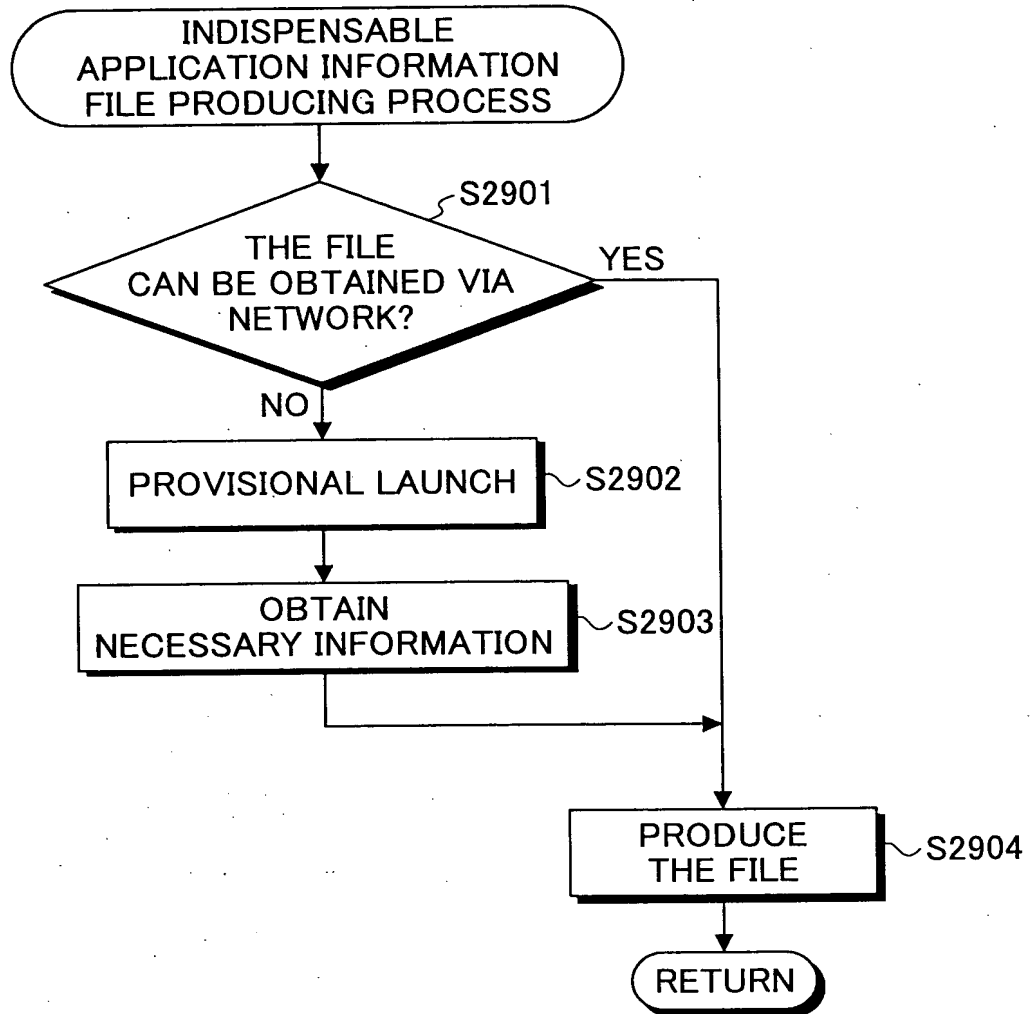 INDISPENSABLE
APPLICATION INFORMATION
FILE PRODUCING PROCESS
S2901
THE FILE
CAN BE OBTAINED VIA
NETWORK?
YES
NO
PROVISIONAL LAUNCH
S2902
OBTAIN
NECESSARY INFORMATION
S2903
PRODUCE
THE FILE
S2904
RETURN